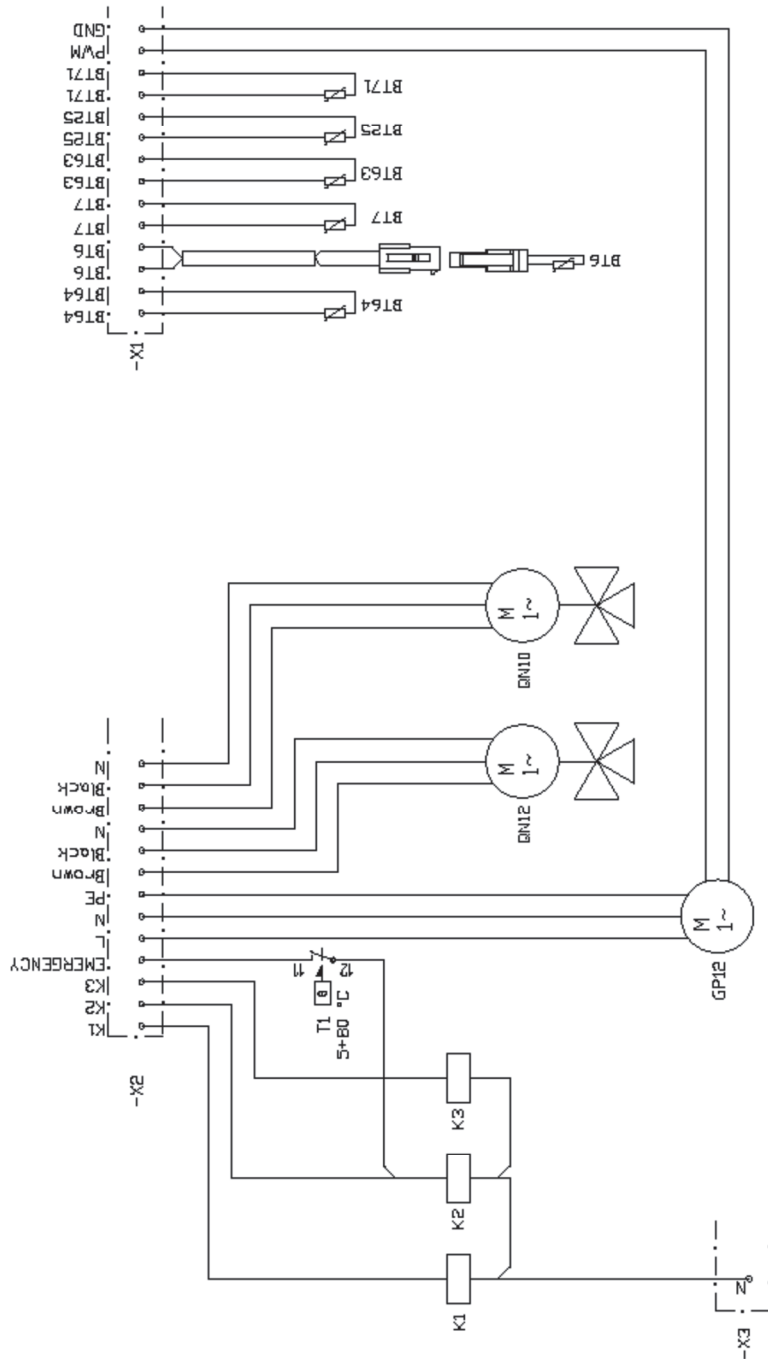 GND
PWM
BT71
BT71
BT25
BT25
BT63
BT63
BT7
BT7
BT6
BT6
BT64
BT64
-X1
BT71
BT25
BT63
BT7
BT6
BT64
M
1~
QN10
M
1~
QN12
N
Black
Brown
N
Black
Brown
PE
N
L
EMERGENCY
K3
K2
K1
-X2
11
12
θ
T1
5+80 °C
M
1~
GP12
K3
K2
K1
N
-X3